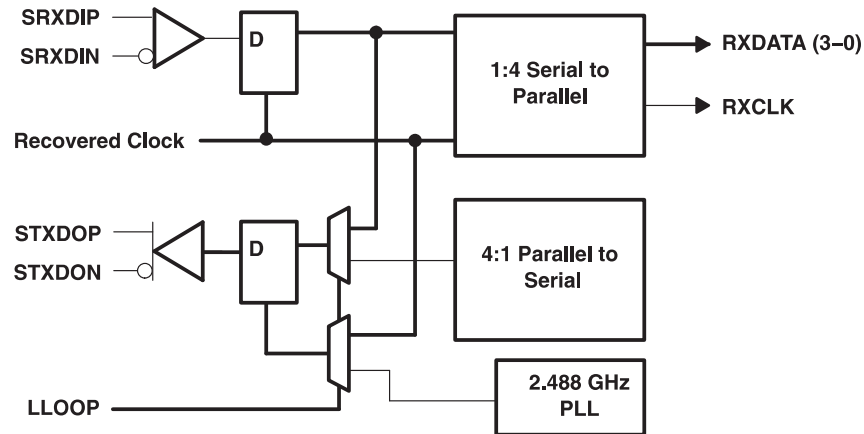 SRXDIP
SRXDIN
D
1:4 Serial to
Parallel
RXDATA (3–0)
RXCLK
Recovered Clock
STXDOP
STXDON
D
4:1 Parallel to
Serial
2.488 GHz
PLL
LLOOP